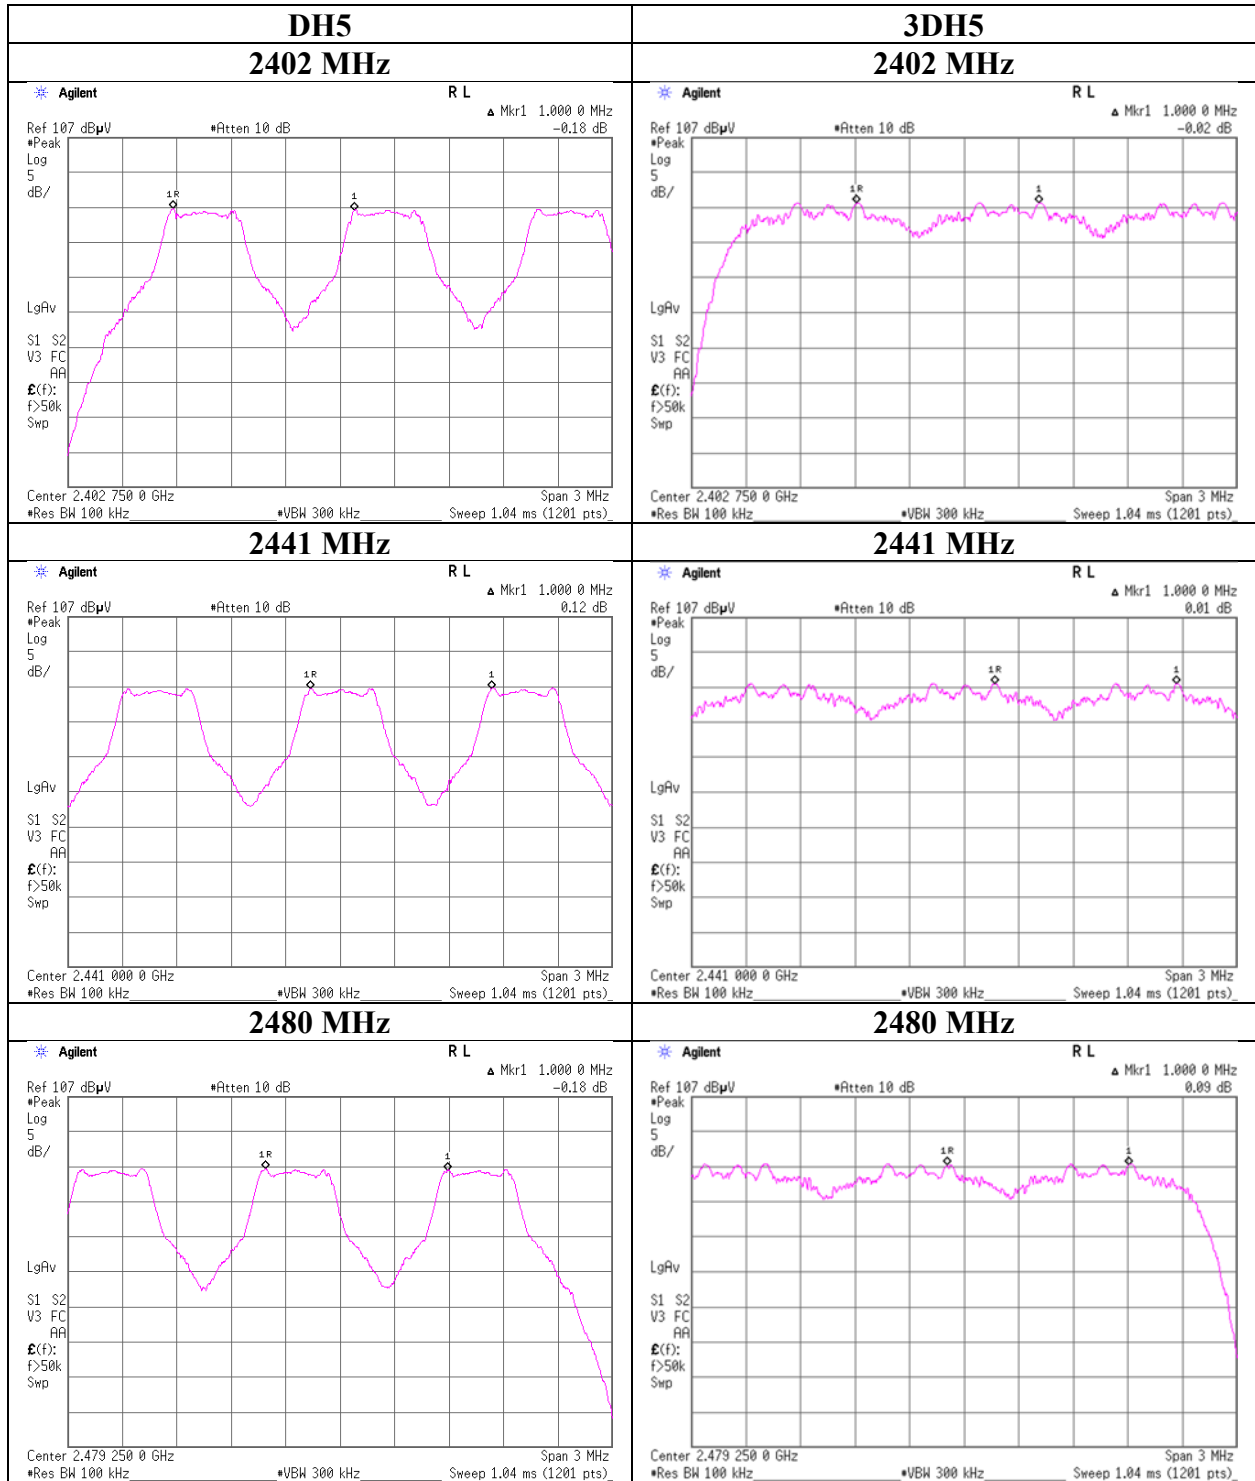 DH5 3DH5
2402 MHz 2402 MHz
Agilent R L
Δ Mkr1 1.000 0 MHz
Ref 107 dBµV #Atten 10 dB -0.18 dB
#Peak
Log
5
dB/
1R 1
LgAv
S1 S2
V3 FC
AA
£(f):
f>50k
Swp
Center 2.402 750 0 GHz Span 3 MHz
#Res BW 100 kHz #VBW 300 kHz Sweep 1.04 ms (1201 pts)
Agilent R L
Δ Mkr1 1.000 0 MHz
Ref 107 dBµV #Atten 10 dB -0.02 dB
#Peak
Log
5
dB/
1R 1
LgAv
S1 S2
V3 FC
AA
£(f):
f>50k
Swp
Center 2.402 750 0 GHz Span 3 MHz
#Res BW 100 kHz #VBW 300 kHz Sweep 1.04 ms (1201 pts)
2441 MHz 2441 MHz
Agilent R L
Δ Mkr1 1.000 0 MHz
Ref 107 dBµV #Atten 10 dB 0.12 dB
#Peak
Log
5
dB/
1R 1
LgAv
S1 S2
V3 FC
AA
£(f):
f>50k
Swp
Center 2.441 000 0 GHz Span 3 MHz
#Res BW 100 kHz #VBW 300 kHz Sweep 1.04 ms (1201 pts)
Agilent R L
Δ Mkr1 1.000 0 MHz
Ref 107 dBµV #Atten 10 dB 0.01 dB
#Peak
Log
5
dB/
1R 1
LgAv
S1 S2
V3 FC
AA
£(f):
f>50k
Swp
Center 2.441 000 0 GHz Span 3 MHz
#Res BW 100 kHz #VBW 300 kHz Sweep 1.04 ms (1201 pts)
2480 MHz 2480 MHz
Agilent R L
Δ Mkr1 1.000 0 MHz
Ref 107 dBµV #Atten 10 dB -0.18 dB
#Peak
Log
5
dB/
1R 1
LgAv
S1 S2
V3 FC
AA
£(f):
f>50k
Swp
Center 2.479 250 0 GHz Span 3 MHz
#Res BW 100 kHz #VBW 300 kHz Sweep 1.04 ms (1201 pts)
Agilent R L
Δ Mkr1 1.000 0 MHz
Ref 107 dBµV #Atten 10 dB 0.09 dB
#Peak
Log
5
dB/
1R 1
LgAv
S1 S2
V3 FC
AA
£(f):
f>50k
Swp
Center 2.479 250 0 GHz Span 3 MHz
#Res BW 100 kHz #VBW 300 kHz Sweep 1.04 ms (1201 pts)